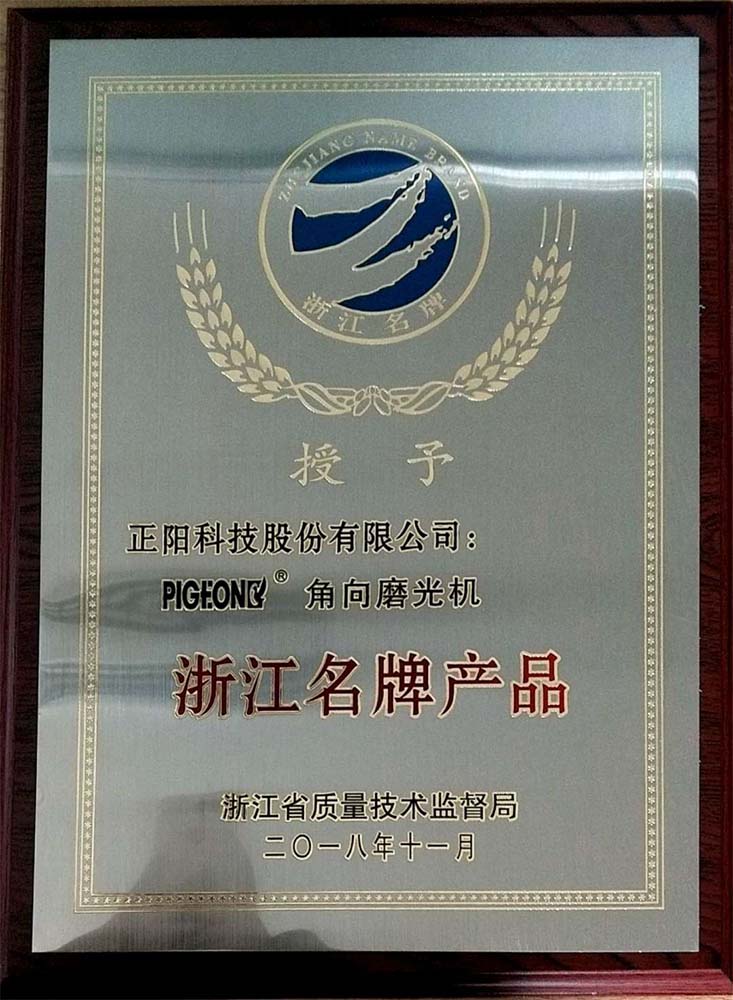 ZHEJIANG NAME BRAND
浙江名牌
授予
正阳科技股份有限公司：
PIGEON® 角向磨光机
浙江名牌产品
浙江省质量技术监督局
二〇一八年十一月